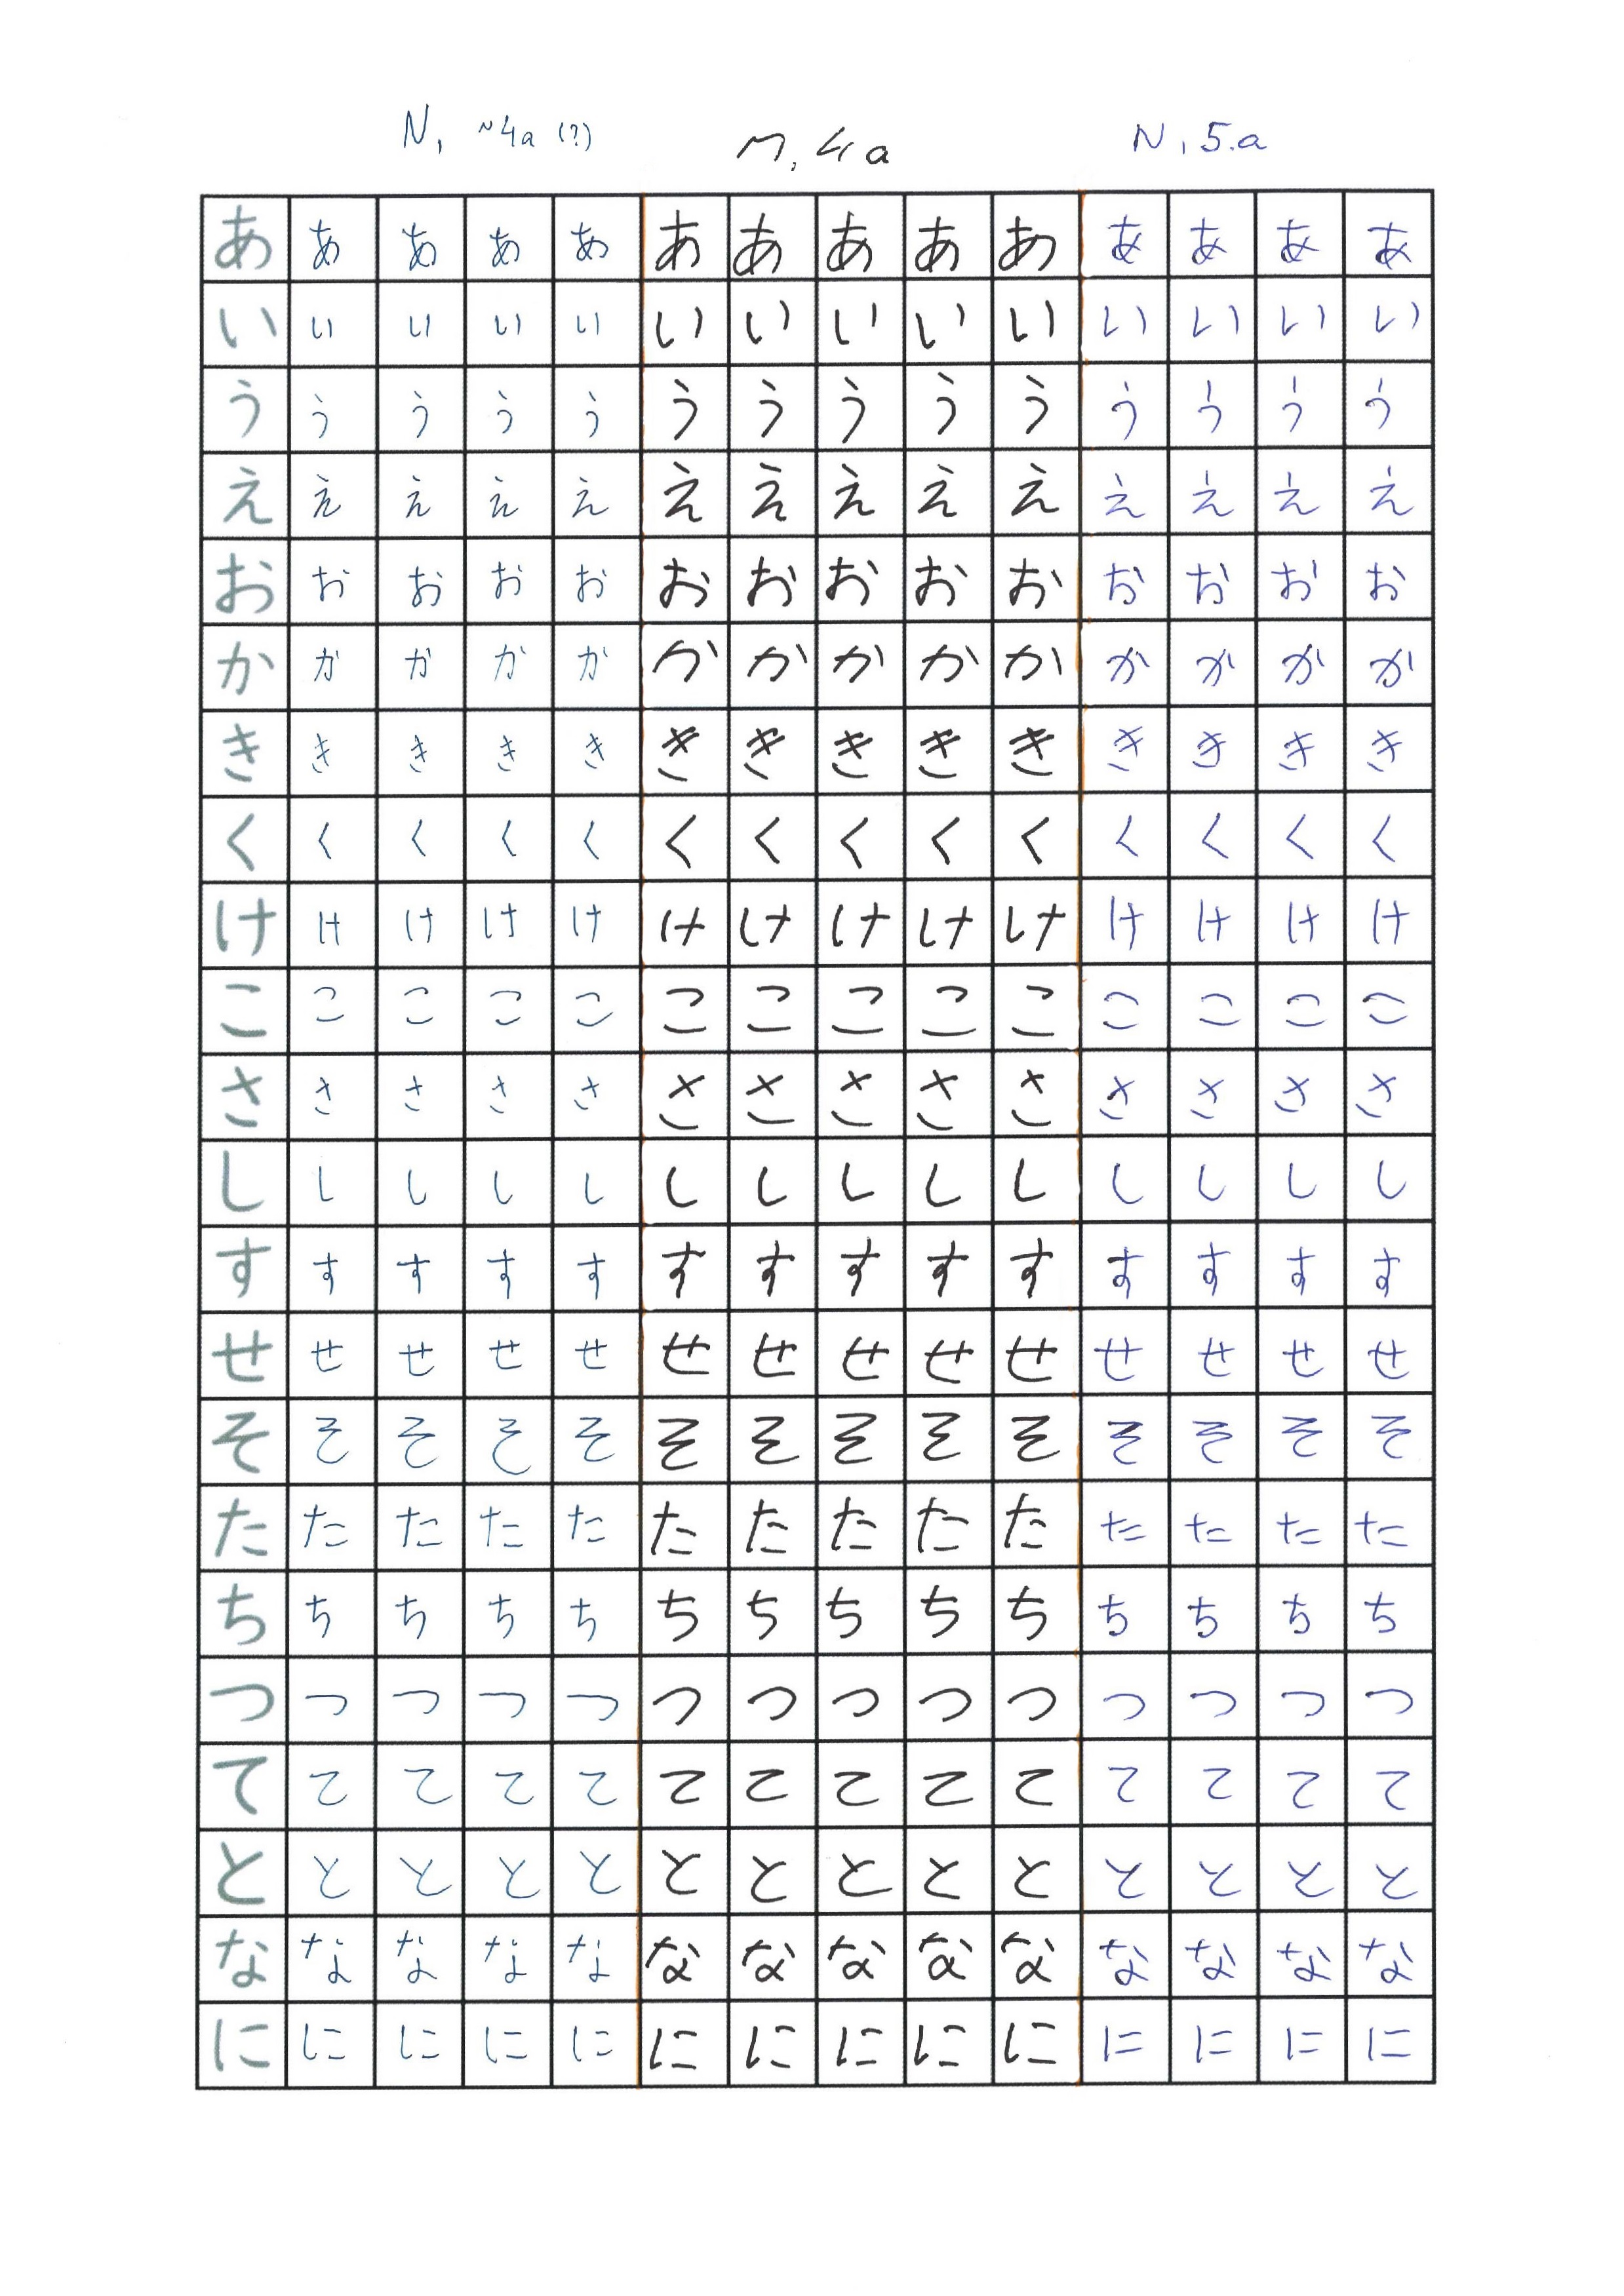 N, ~4a (?) M, 4a N, 5.a
あ あ あ あ あ あ あ あ あ あ あ あ あ あ
い い い い い い い い い い い い い い
う う う う う う う う う う う う う う
え え え え え え え え え え え え え え
お お お お お お お お お お お お お お
か か か か か か か か か か か か か か
き き き き き き き き き き き き き き
く く く く く く く く く く く く く く
け け け け け け け け け け け け け け
こ こ こ こ こ こ こ こ こ こ こ こ こ こ
さ さ さ さ さ さ さ さ さ さ さ さ さ さ
し し し し し し し し し し し し し し
す す す す す す す す す す す す す す
せ せ せ せ せ せ せ せ せ せ せ せ せ せ
そ そ そ そ そ そ そ そ そ そ そ そ そ そ
た た た た た た た た た た た た た た
ち ち ち ち ち ち ち ち ち ち ち ち ち ち
つ つ つ つ つ つ つ つ つ つ つ つ つ つ
て て て て て て て て て て て て て て
と と と と と と と と と と と と と と
な な な な な な な な な な な な な な
に に に に に に に に に に に に に に